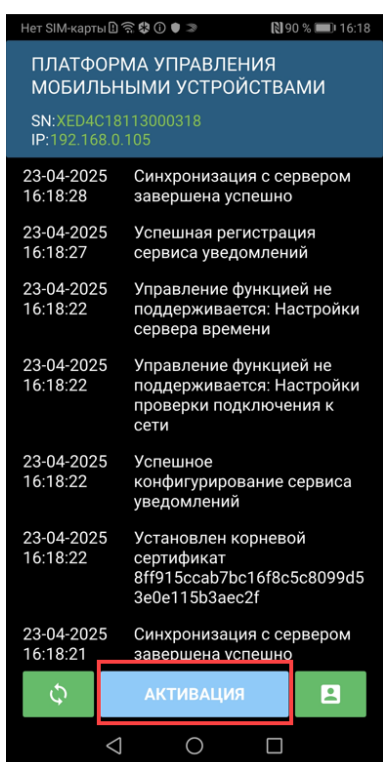 Нет SIM-карты 90 % 16:18
ПЛАТФОРМА УПРАВЛЕНИЯ
МОБИЛЬНЫМИ УСТРОЙСТВАМИ
SN:XED4C18113000318
IP:192.168.0.105
23-04-2025 Синхронизация с сервером
16:18:28 завершена успешно
23-04-2025 Успешная регистрация
16:18:27 сервиса уведомлений
23-04-2025 Управление функцией не
16:18:22 поддерживается: Настройки
сервера времени
23-04-2025 Управление функцией не
16:18:22 поддерживается: Настройки
проверки подключения к
сети
23-04-2025 Успешное
16:18:22 конфигурирование сервиса
уведомлений
23-04-2025 Установлен корневой
16:18:22 сертификат
8ff915ccab7bc16f8c5c8099d5
3e0e115b3aec2f
23-04-2025 Синхронизация с сервером
16:18:21 завершена успешно
АКТИВАЦИЯ